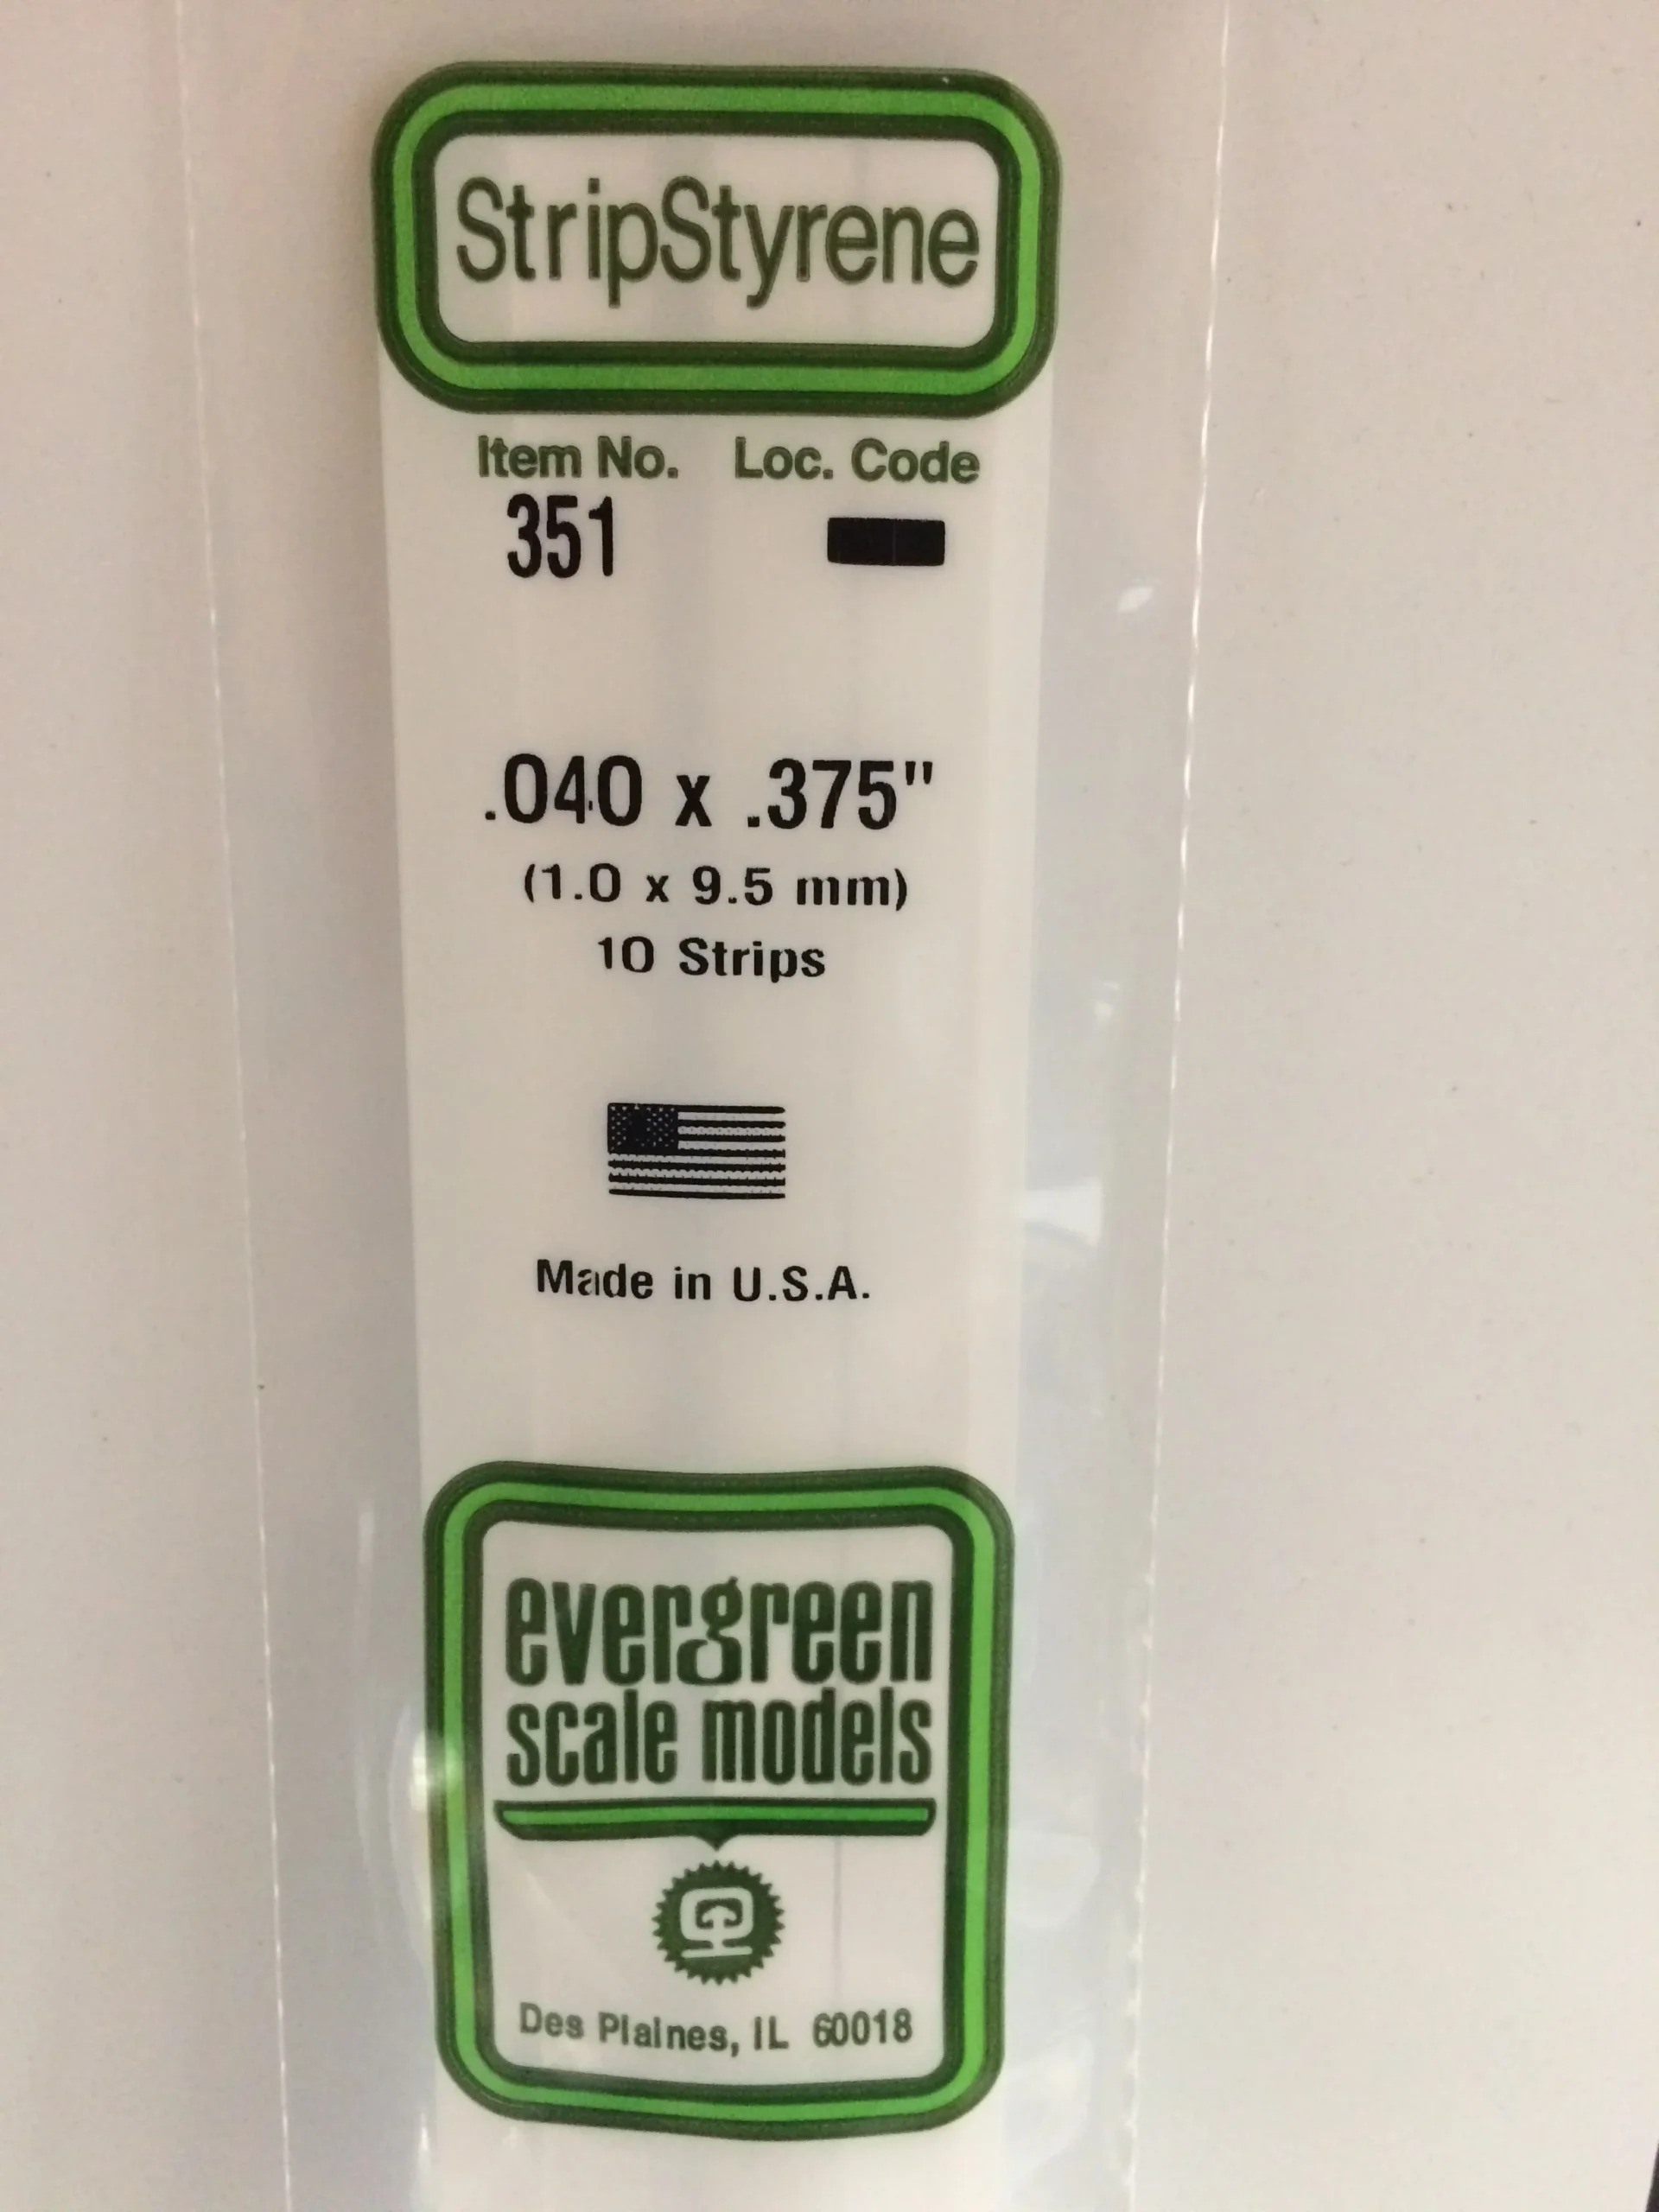 StripStyrene
Item No. Loc. Code
351
.040 x .375"
(1.0 x 9.5 mm)
10 Strips
Made in U.S.A.
evergreen
scale models
Des Plaines, IL 60018